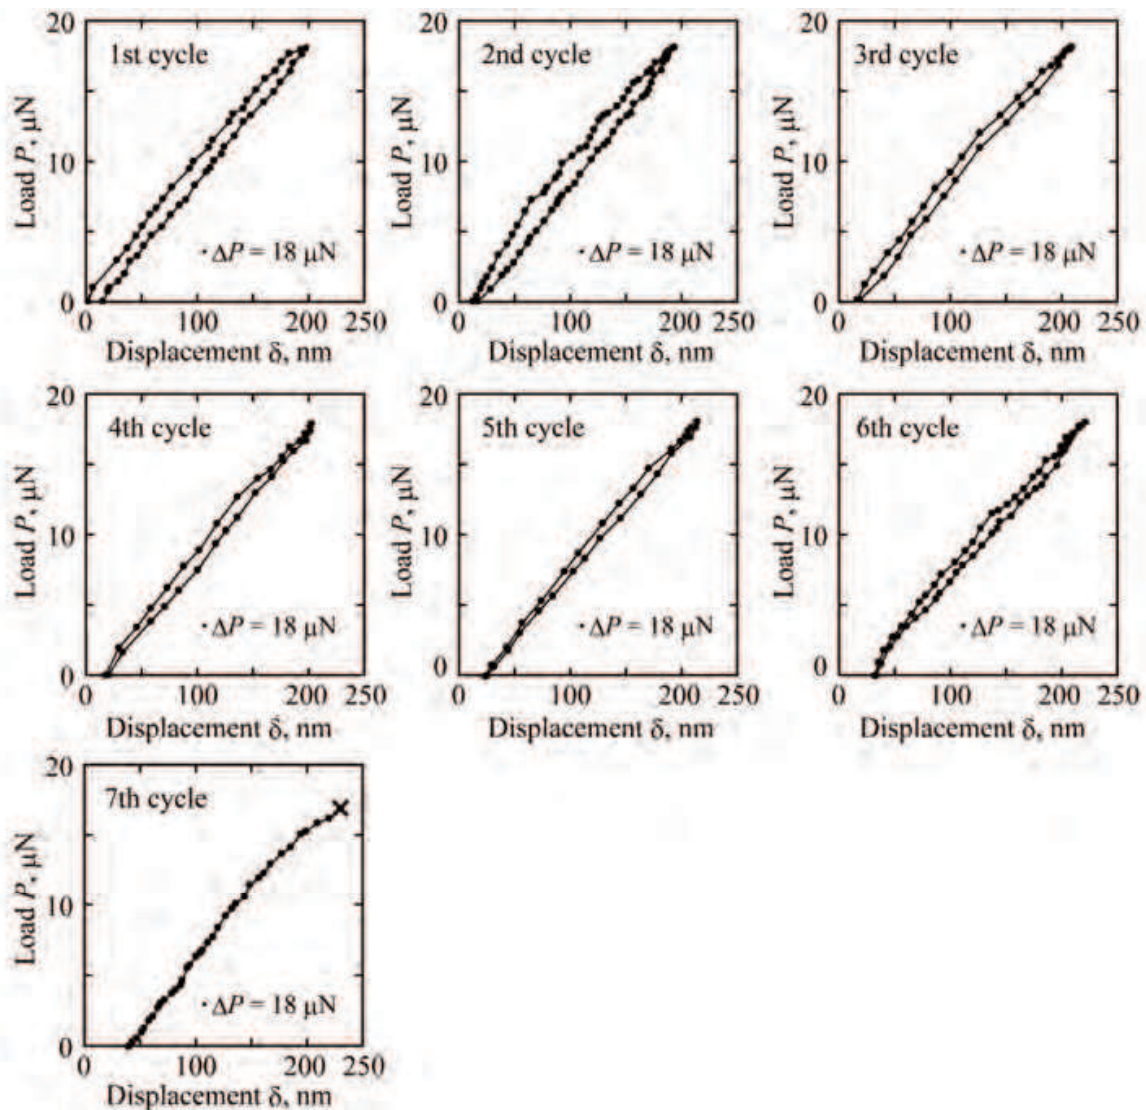 20
1st cycle
Load P, μN
10
· ΔP = 18 μN
0
0 100 200 250
Displacement δ, nm
20
2nd cycle
Load P, μN
10
· ΔP = 18 μN
0
0 100 200 250
Displacement δ, nm
20
3rd cycle
Load P, μN
10
· ΔP = 18 μN
0
0 100 200 250
Displacement δ, nm
20
4th cycle
Load P, μN
10
· ΔP = 18 μN
0
0 100 200 250
Displacement δ, nm
20
5th cycle
Load P, μN
10
· ΔP = 18 μN
0
0 100 200 250
Displacement δ, nm
20
6th cycle
Load P, μN
10
· ΔP = 18 μN
0
0 100 200 250
Displacement δ, nm
20
7th cycle
Load P, μN
10
· ΔP = 18 μN
0
0 100 200 250
Displacement δ, nm